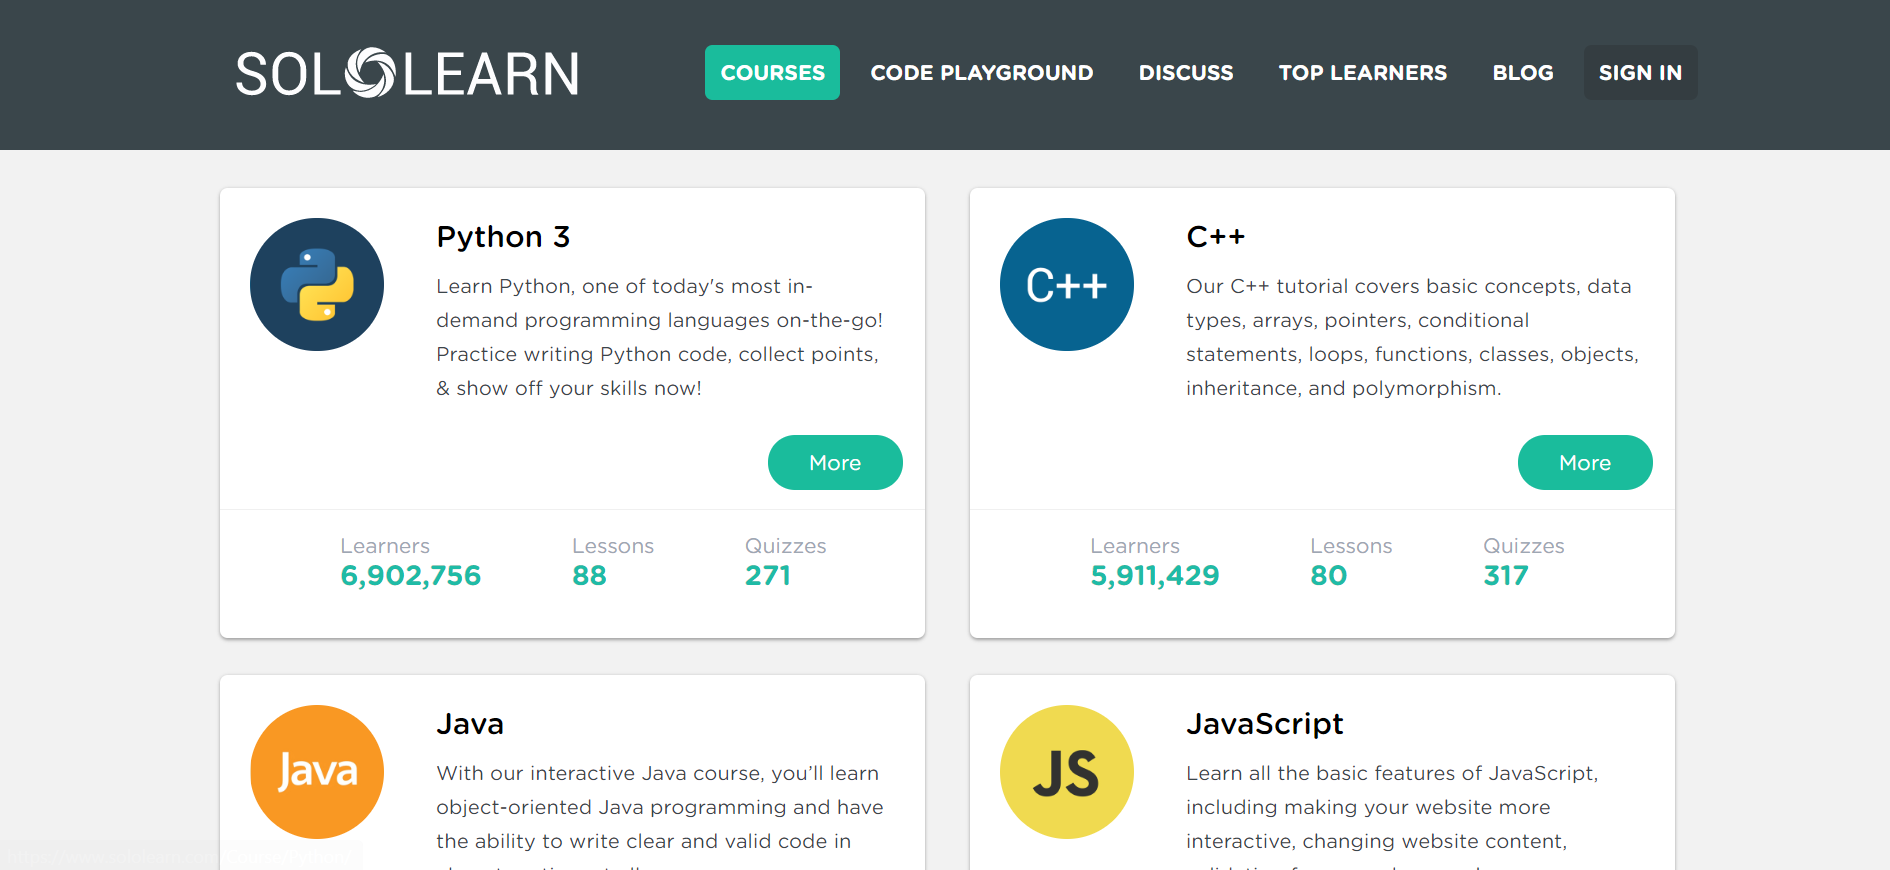 SOLOLEARN
COURSES
CODE PLAYGROUND
DISCUSS
TOP LEARNERS
BLOG
SIGN IN
Python 3
Learn Python, one of today's most in-
demand programming languages on-the-go!
Practice writing Python code, collect points,
& show off your skills now!
More
Learners
6,902,756
Lessons
88
Quizzes
271
C++
C++
Our C++ tutorial covers basic concepts, data
types, arrays, pointers, conditional
statements, loops, functions, classes, objects,
inheritance, and polymorphism.
More
Learners
5,911,429
Lessons
80
Quizzes
317
Java
Java
With our interactive Java course, you’ll learn
object-oriented Java programming and have
the ability to write clear and valid code in
JS
JavaScript
Learn all the basic features of JavaScript,
including making your website more
interactive, changing website content,